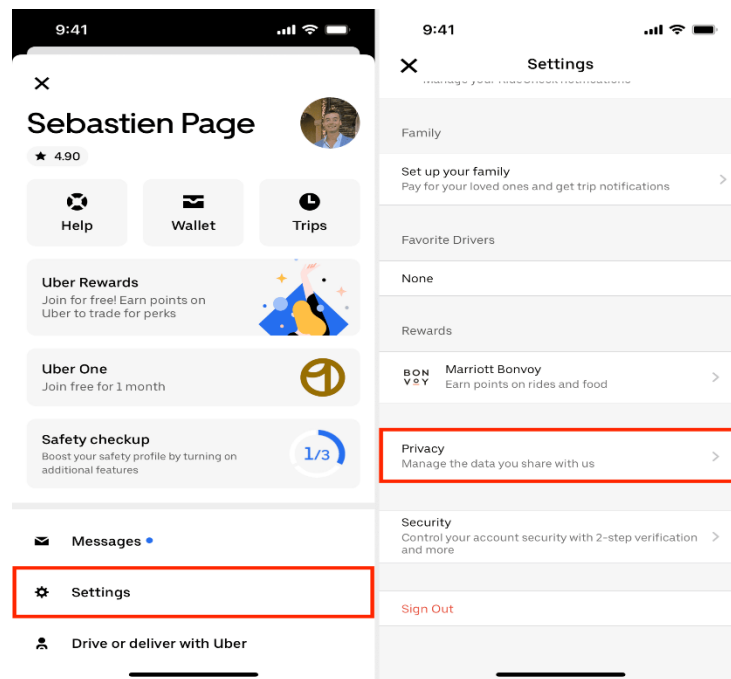 9:41
Sebastien Page
4.90
Help
Wallet
Trips
Uber Rewards
Join for free! Earn points on
Uber to trade for perks
Uber One
Join free for 1 month
Safety checkup
Boost your safety profile by turning on
additional features
1/3
Messages
Settings
Drive or deliver with Uber
9:41
Settings
Manage your RideCheck notifications
Family
Set up your family
Pay for your loved ones and get trip notifications
Favorite Drivers
None
Rewards
BON
VOY
Marriott Bonvoy
Earn points on rides and food
Privacy
Manage the data you share with us
Security
Control your account security with 2-step verification
and more
Sign Out